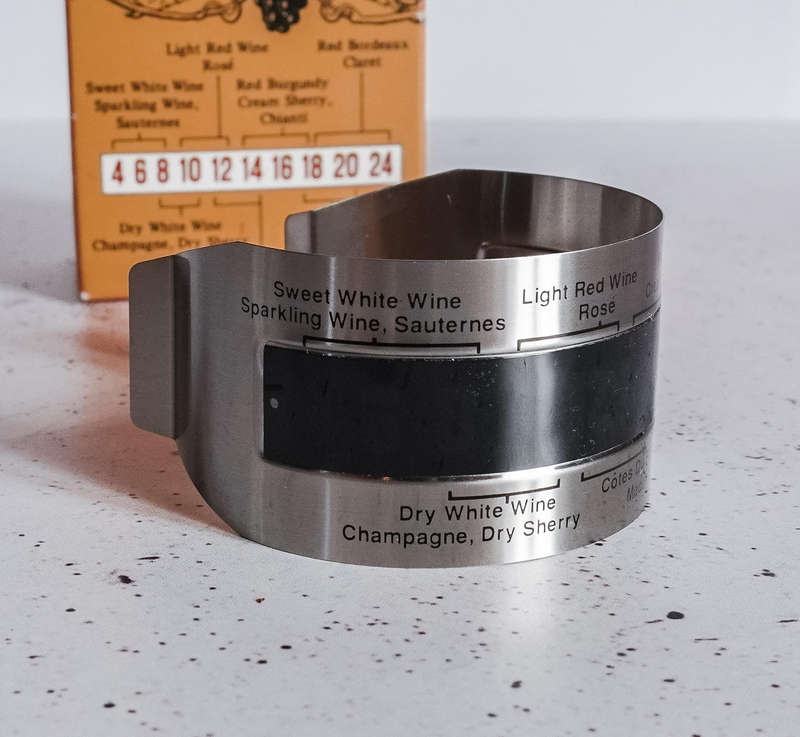 Light Red Wine
Rosé
Red Bordeaux
Claret
Sweet White Wine
Sparkling Wine,
Sauternes
Red Burgundy
Cream Sherry,
Chianti
4 6 8 10 12 14 16 18 20 24
Dry White Wine
Champagne, Dry Sherry
Sweet White Wine
Sparkling Wine, Sauternes
Light Red Wine
Rosé
Dry White Wine
Champagne, Dry Sherry
Côtes